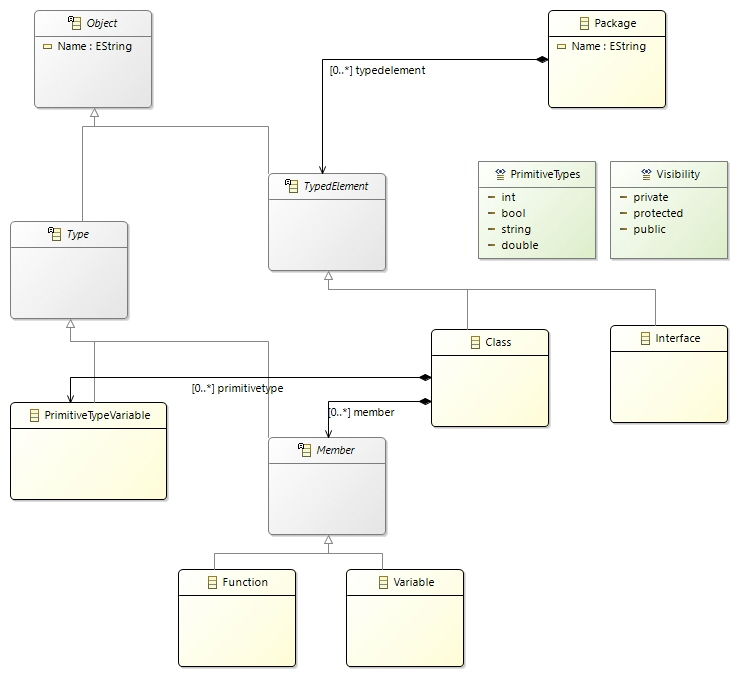 Object
Name : EString
Package
Name : EString
[0..*] typedelement
TypedElement
PrimitiveTypes
int
bool
string
double
Visibility
private
protected
public
Type
Class
Interface
[0..*] primitivetype
PrimitiveTypeVariable
[0..*] member
Member
Function
Variable